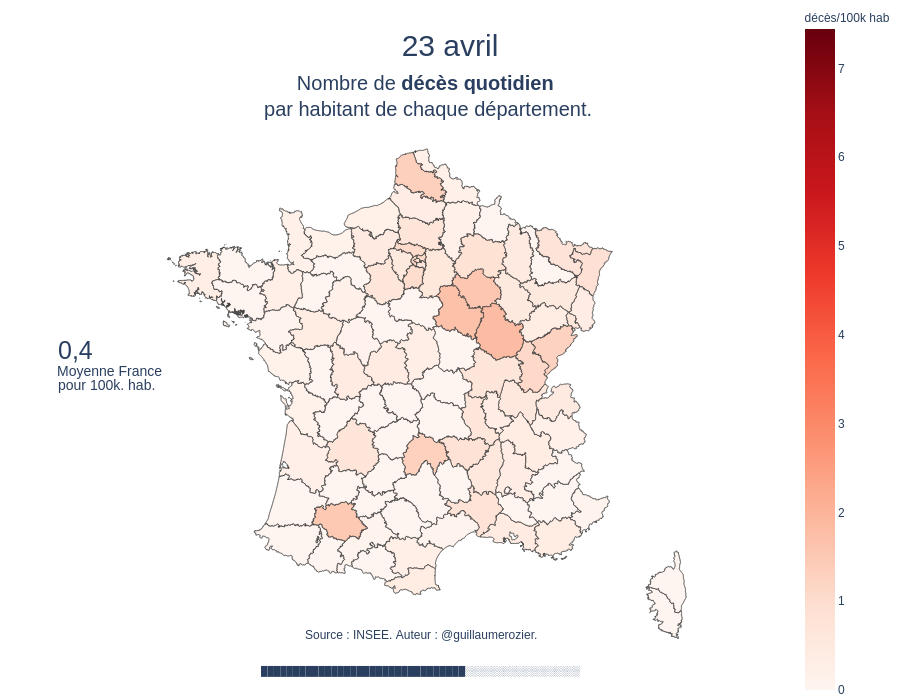 décès/100k hab
23 avril
Nombre de décès quotidien
par habitant de chaque département.
7
6
5
4
3
2
1
0
0,4
Moyenne France
pour 100k. hab.
Source : INSEE. Auteur : @guillaumerozier.